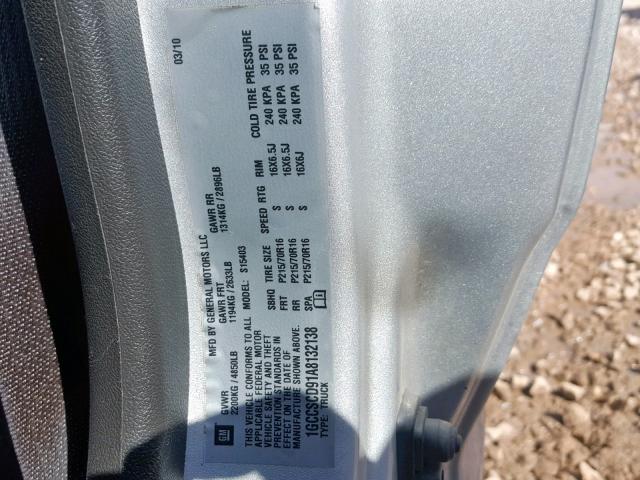 GM
MFD BY GENERAL MOTORS LLC
03/10
GVWR GAWR FRT GAWR RR
2200KG / 4850LB 1194KG / 2633LB 1314KG / 2896LB
THIS VEHICLE CONFORMS TO ALL
APPLICABLE FEDERAL MOTOR
VEHICLE SAFETY AND THEFT
PREVENTION STANDARDS IN
EFFECT ON THE DATE OF
MANUFACTURE SHOWN ABOVE.
1GCCSCD91A8132138
TYPE: TRUCK
MODEL: S15403
SBHQ TIRE SIZE SPEED RTG RIM COLD TIRE PRESSURE
FRT P215/70R16 S 16X6.5J 240 KPA 35 PSI
RR P215/70R16 S 16X6.5J 240 KPA 35 PSI
SPA P215/70R16 S 16X6J 240 KPA 35 PSI